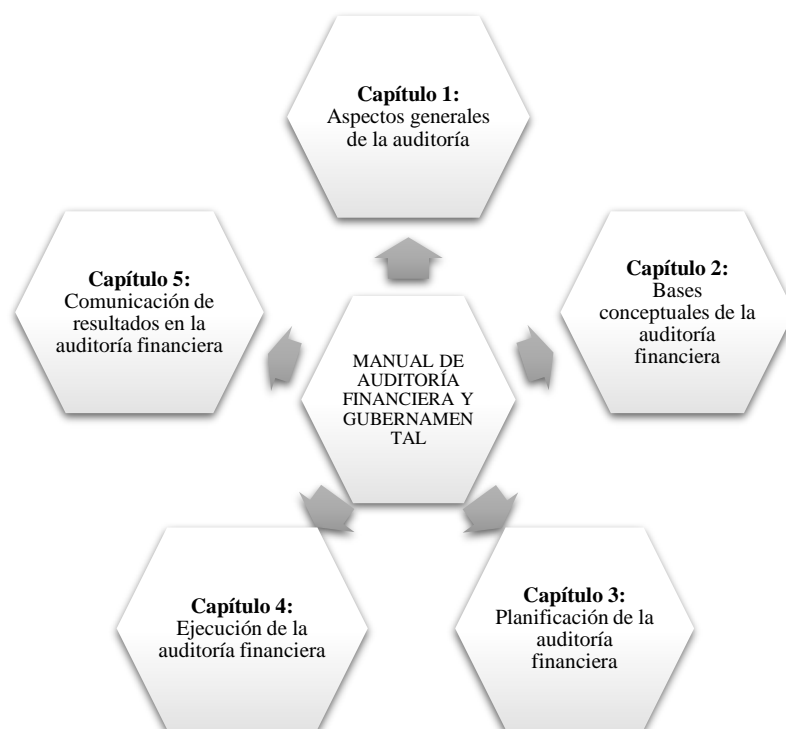 Capítulo 1:
Aspectos generales
de la auditoría
Capítulo 2:
Bases
conceptuales de la
auditoría
financiera
Capítulo 3:
Planificación de la
auditoría
financiera
Capítulo 4:
Ejecución de la
auditoría financiera
Capítulo 5:
Comunicación de
resultados en la
auditoría financiera
MANUAL DE
AUDITORÍA
FINANCIERA Y
GUBERNAMEN
TAL